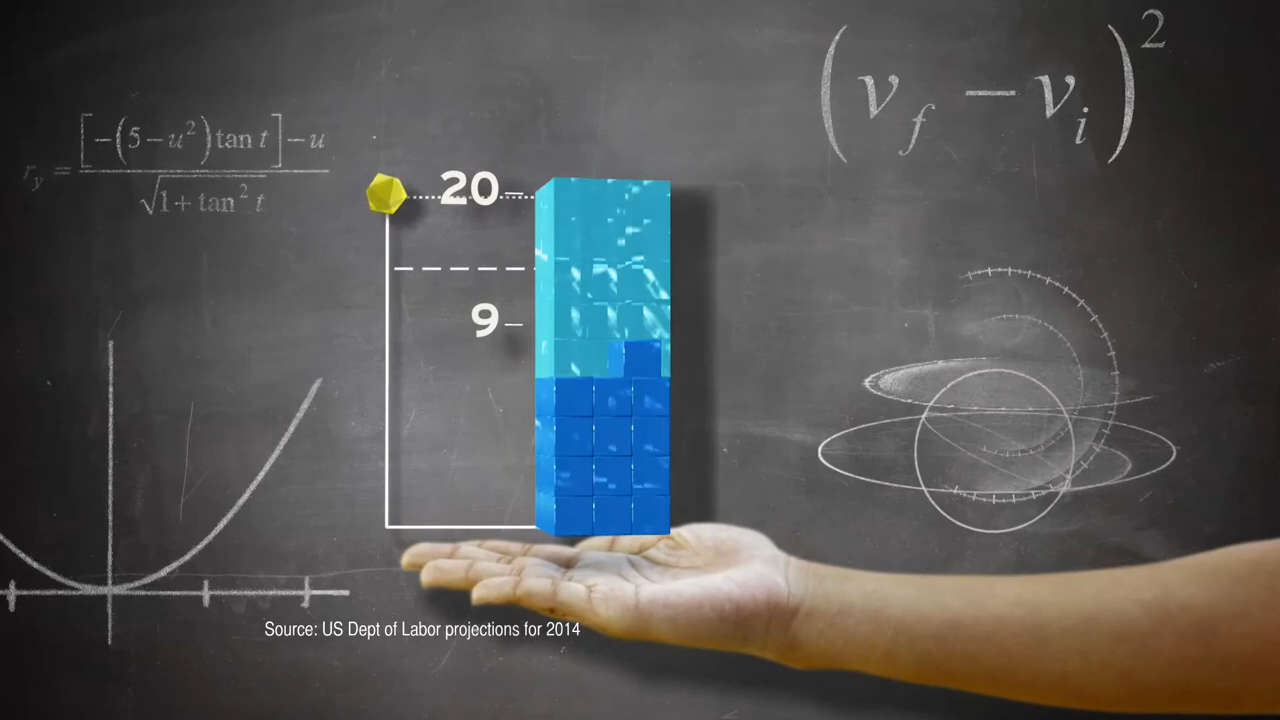 (v_f − v_i)^2
r_y = [−(5−u^2)tan t]−u
√1+tan^2 t
20
9
Source: US Dept of Labor projections for 2014